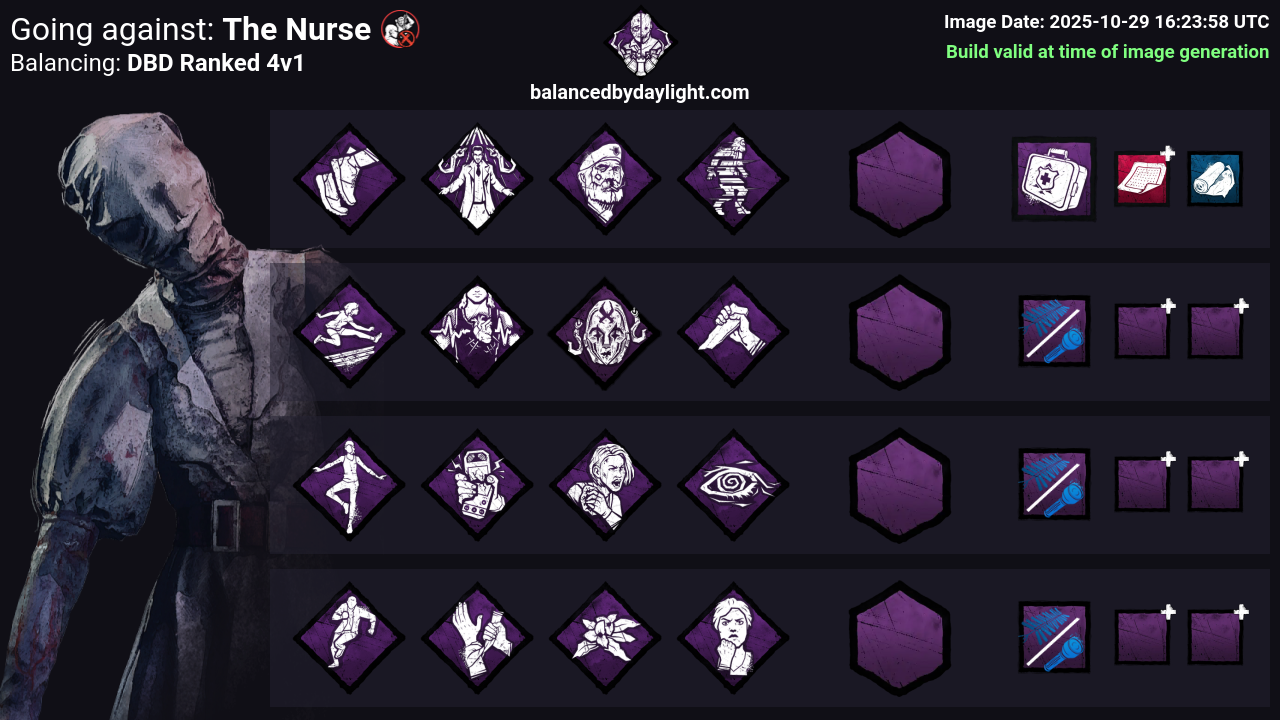 Going against: The Nurse
Balancing: DBD Ranked 4v1
balancedbydaylight.com
Image Date: 2025-10-29 16:23:58 UTC
Build valid at time of image generation